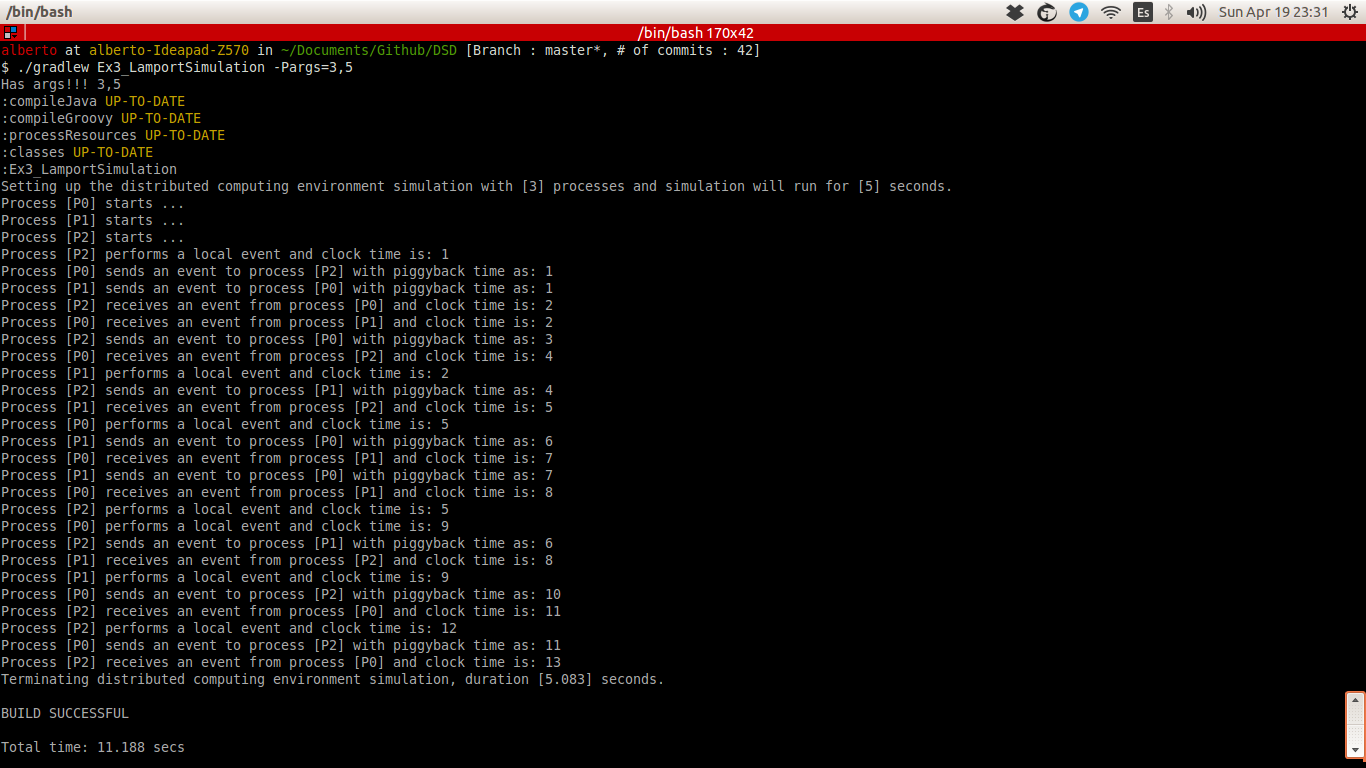 /bin/bash
Es
Sun Apr 19 23:31
/bin/bash 170x42
alberto at alberto-Ideapad-Z570 in ~/Documents/Github/DSD [Branch : master*, # of commits : 42]
$ ./gradlew Ex3_LamportSimulation -Pargs=3,5
Has args!!! 3,5
:compileJava UP-TO-DATE
:compileGroovy UP-TO-DATE
:processResources UP-TO-DATE
:classes UP-TO-DATE
:Ex3_LamportSimulation
Setting up the distributed computing environment simulation with [3] processes and simulation will run for [5] seconds.
Process [P0] starts ...
Process [P1] starts ...
Process [P2] starts ...
Process [P2] performs a local event and clock time is: 1
Process [P0] sends an event to process [P2] with piggyback time as: 1
Process [P1] sends an event to process [P0] with piggyback time as: 1
Process [P2] receives an event from process [P0] and clock time is: 2
Process [P0] receives an event from process [P1] and clock time is: 2
Process [P2] sends an event to process [P0] with piggyback time as: 3
Process [P0] receives an event from process [P2] and clock time is: 4
Process [P1] performs a local event and clock time is: 2
Process [P2] sends an event to process [P1] with piggyback time as: 4
Process [P1] receives an event from process [P2] and clock time is: 5
Process [P0] performs a local event and clock time is: 5
Process [P1] sends an event to process [P0] with piggyback time as: 6
Process [P0] receives an event from process [P1] and clock time is: 7
Process [P1] sends an event to process [P0] with piggyback time as: 7
Process [P0] receives an event from process [P1] and clock time is: 8
Process [P2] performs a local event and clock time is: 5
Process [P0] performs a local event and clock time is: 9
Process [P2] sends an event to process [P1] with piggyback time as: 6
Process [P1] receives an event from process [P2] and clock time is: 8
Process [P1] performs a local event and clock time is: 9
Process [P0] sends an event to process [P2] with piggyback time as: 10
Process [P2] receives an event from process [P0] and clock time is: 11
Process [P2] performs a local event and clock time is: 12
Process [P0] sends an event to process [P2] with piggyback time as: 11
Process [P2] receives an event from process [P0] and clock time is: 13
Terminating distributed computing environment simulation, duration [5.083] seconds.
BUILD SUCCESSFUL
Total time: 11.188 secs